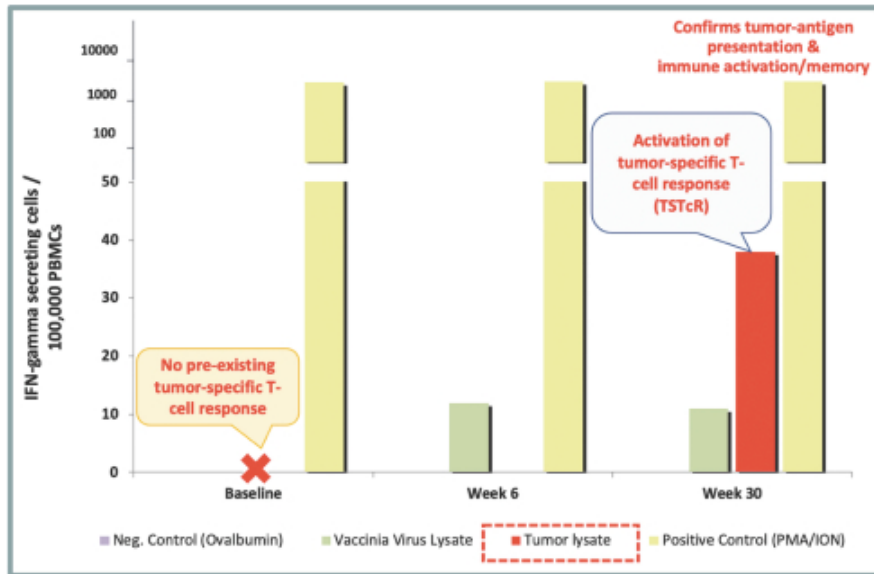 10000
1000
100
50
40
30
20
10
0
IFN-gamma secreting cells /
100,000 PBMCs
Confirms tumor-antigen
presentation &
immune activation/memory
Activation of
tumor-specific T-
cell response
(TSTcR)
No pre-existing
tumor-specific T-
cell response
Baseline
Week 6
Week 30
Neg. Control (Ovalbumin)
Vaccinia Virus Lysate
Tumor lysate
Positive Control (PMA/ION)